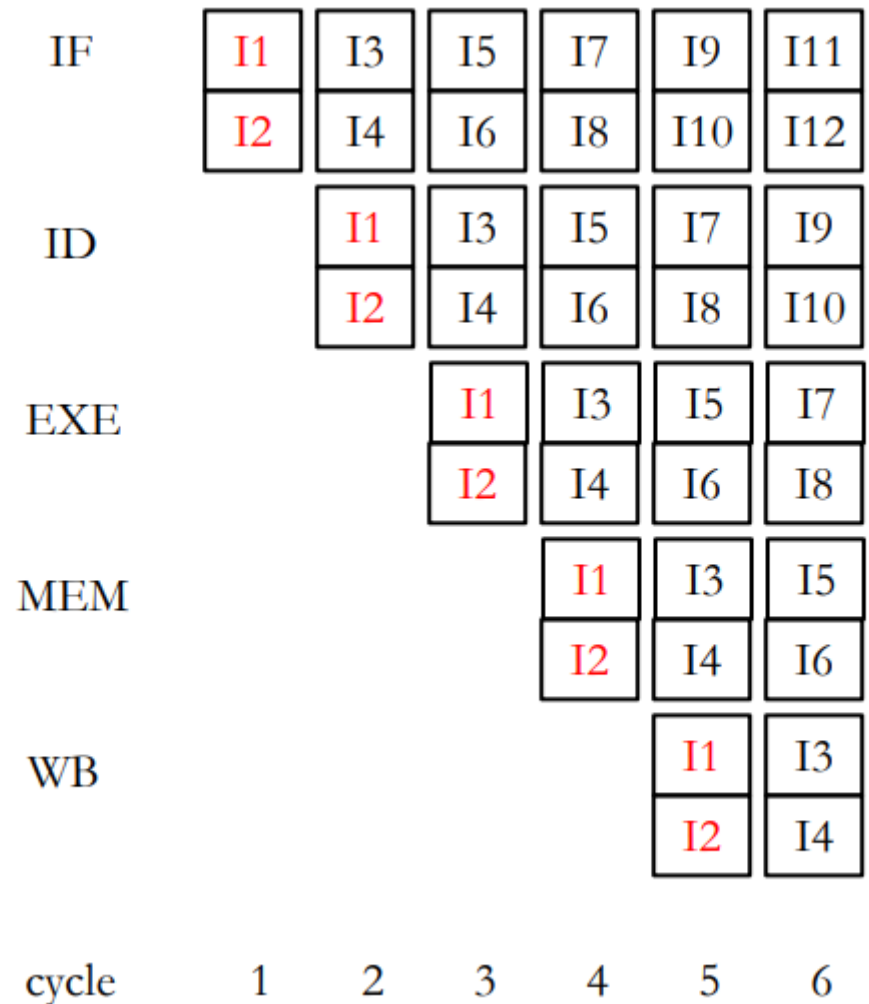 IF I1 I3 I5 I7 I9 I11
I2 I4 I6 I8 I10 I12
ID I1 I3 I5 I7 I9
I2 I4 I6 I8 I10
EXE I1 I3 I5 I7
I2 I4 I6 I8
MEM I1 I3 I5
I2 I4 I6
WB I1 I3
I2 I4
cycle 1 2 3 4 5 6